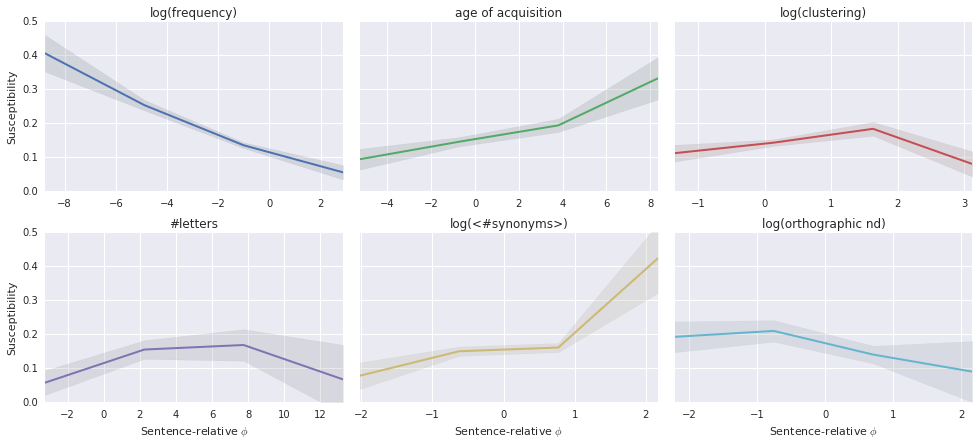 log(frequency)
age of acquisition
log(clustering)
Susceptibility
0.5
0.4
0.3
0.2
0.1
0.0
−8 −6 −4 −2 0 2
−4 −2 0 2 4 6 8
−1 0 1 2 3
#letters
log(<#synonyms>)
log(orthographic nd)
Susceptibility
0.5
0.4
0.3
0.2
0.1
0.0
−2 0 2 4 6 8 10 12
−2 −1 0 1 2
−2 −1 0 1 2
Sentence-relative ϕ
Sentence-relative ϕ
Sentence-relative ϕ